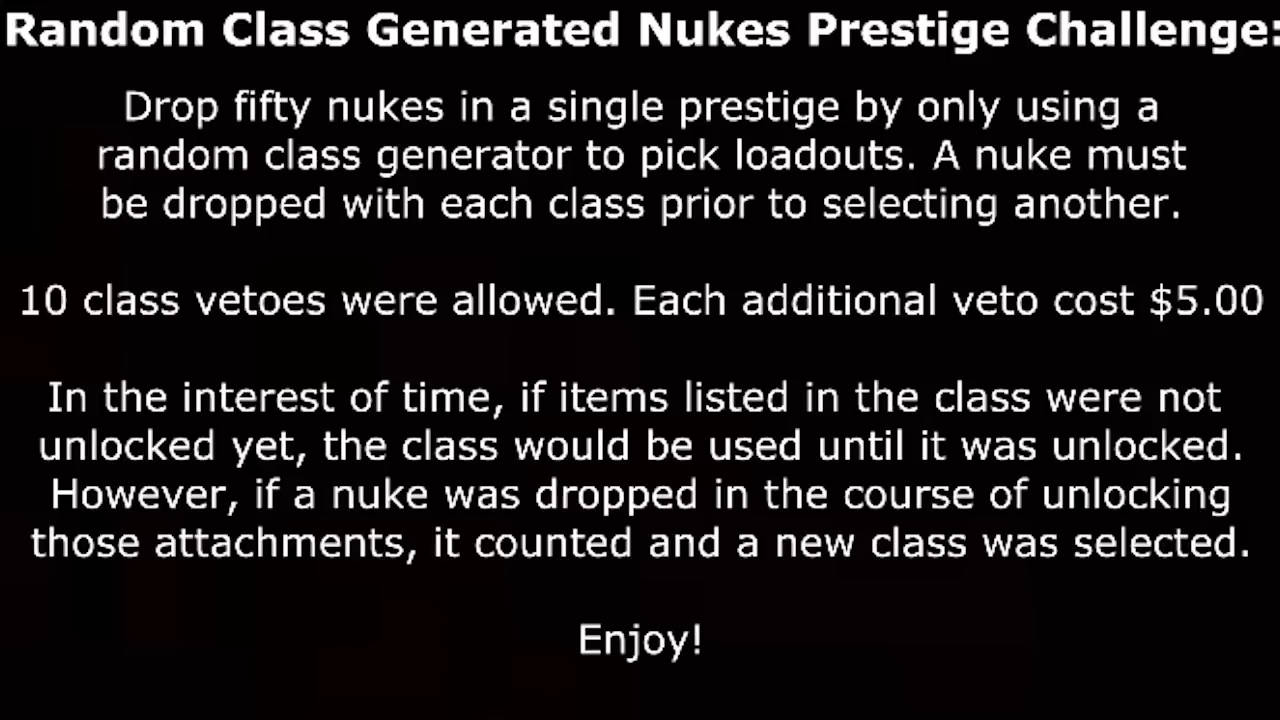 Random Class Generated Nukes Prestige Challenge:
Drop fifty nukes in a single prestige by only using a
random class generator to pick loadouts. A nuke must
be dropped with each class prior to selecting another.
10 class vetoes were allowed. Each additional veto cost $5.00
In the interest of time, if items listed in the class were not
unlocked yet, the class would be used until it was unlocked.
However, if a nuke was dropped in the course of unlocking
those attachments, it counted and a new class was selected.
Enjoy!